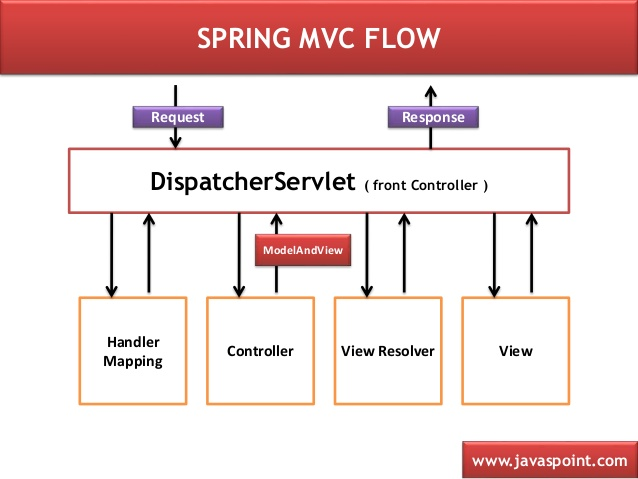 SPRING MVC FLOW
Request
Response
DispatcherServlet ( front Controller )
ModelAndView
Handler
Mapping
Controller
View Resolver
View
www.javaspoint.com